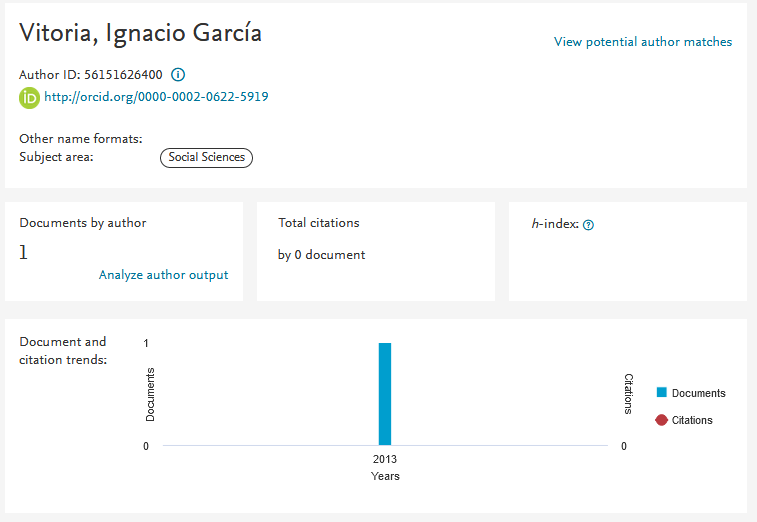 Vitoria, Ignacio García
View potential author matches
Author ID: 56151626400
iD http://orcid.org/0000-0002-0622-5919
Other name formats:
Subject area: Social Sciences
Documents by author
1
Analyze author output
Total citations
by 0 document
h-index:
Document and
citation trends:
1
Documents
0
2013
Years
Citations
0
Documents
Citations